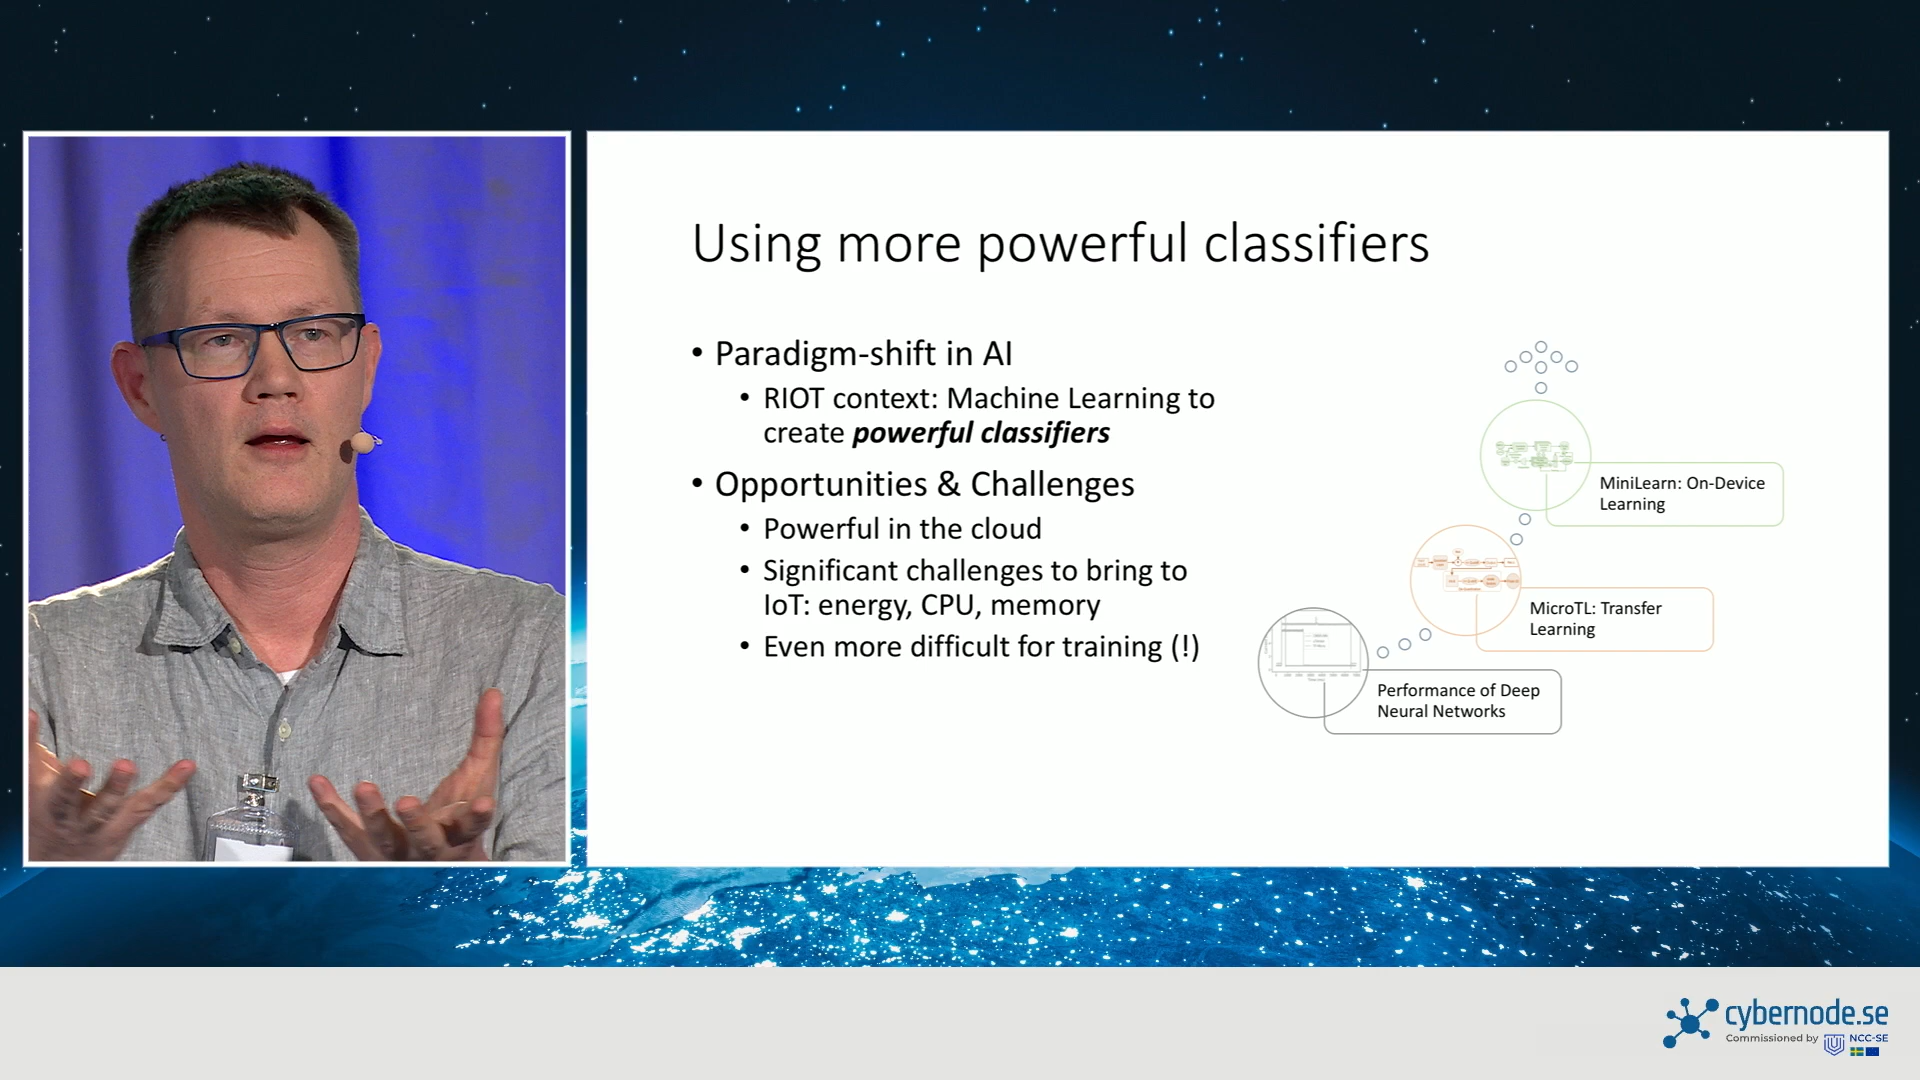 Using more powerful classifiers
• Paradigm-shift in AI
• RIOT context: Machine Learning to
create powerful classifiers
• Opportunities & Challenges
• Powerful in the cloud
• Significant challenges to bring to
IoT: energy, CPU, memory
• Even more difficult for training (!)
MiniLearn: On-Device
Learning
MicroTL: Transfer
Learning
Performance of Deep
Neural Networks
cybernode.se
Commissioned by NCC-SE